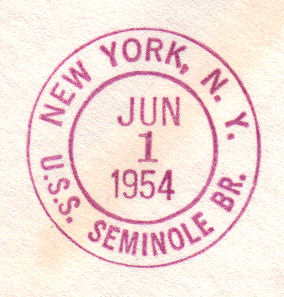 NEW YORK, N. Y.
JUN
1
1954
U.S.S. SEMINOLE BR.